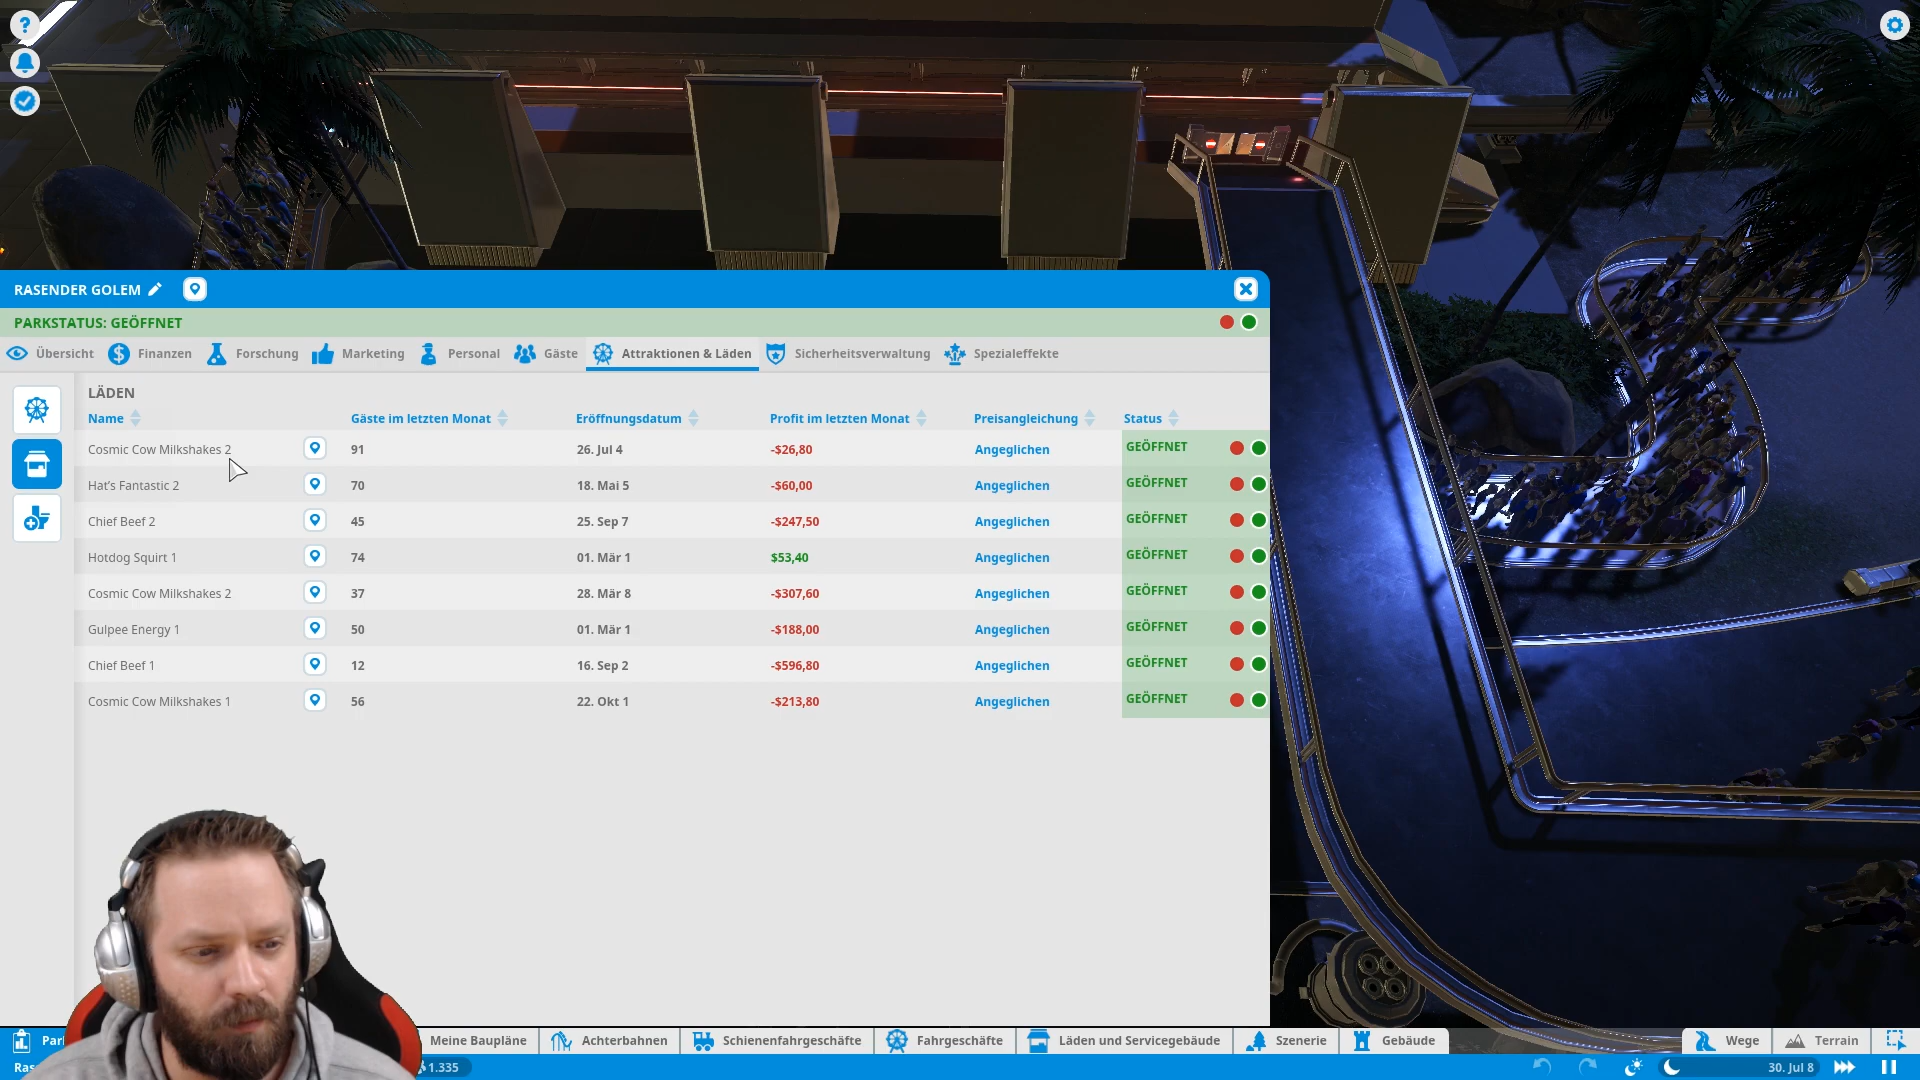 ?
RASENDER GOLEM
PARKSTATUS: GEÖFFNET
Übersicht Finanzen Forschung Marketing Personal Gäste Attraktionen & Läden Sicherheitsverwaltung Spezialeffekte
LÄDEN
Name Gäste im letzten Monat Eröffnungsdatum Profit im letzten Monat Preisangleichung Status
Cosmic Cow Milkshakes 2 91 26. Jul 4 -$26,80 Angeglichen GEÖFFNET
Hat's Fantastic 2 70 18. Mai 5 -$60,00 Angeglichen GEÖFFNET
Chief Beef 2 45 25. Sep 7 -$247,50 Angeglichen GEÖFFNET
Hotdog Squirt 1 74 01. Mär 1 $53,40 Angeglichen GEÖFFNET
Cosmic Cow Milkshakes 2 37 28. Mär 8 -$307,60 Angeglichen GEÖFFNET
Gulpee Energy 1 50 01. Mär 1 -$188,00 Angeglichen GEÖFFNET
Chief Beef 1 12 16. Sep 2 -$596,80 Angeglichen GEÖFFNET
Cosmic Cow Milkshakes 1 56 22. Okt 1 -$213,80 Angeglichen GEÖFFNET
Meine Baupläne Achterbahnen Schienenfahrgeschäfte Fahrgeschäfte Läden und Servicegebäude Szenerie Gebäude Wege Terrain
1.335 30. Jul 8